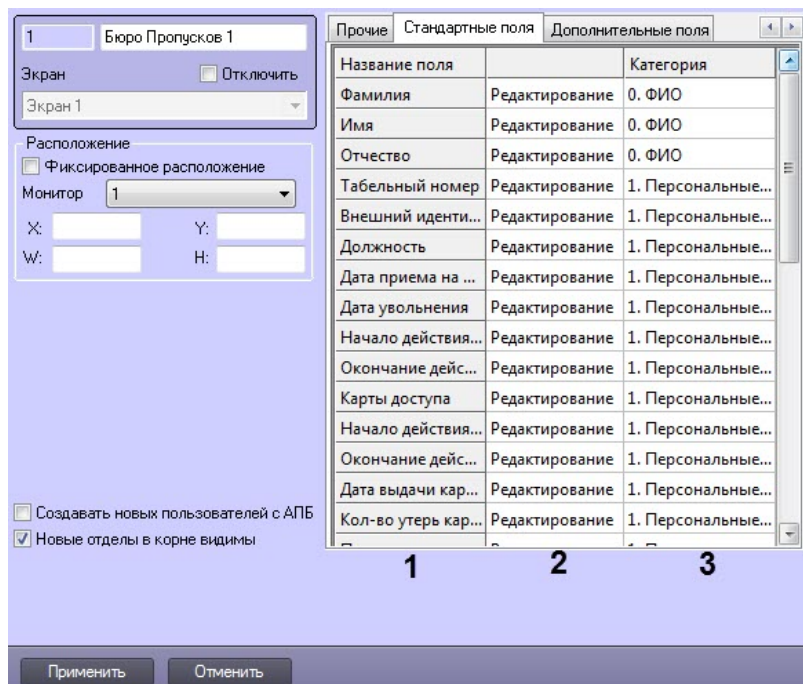 1 Бюро Пропусков 1
Экран Отключить
Экран 1
Расположение
Фиксированное расположение
Монитор 1
X: Y:
W: H:
Создавать новых пользователей с АПБ
Новые отделы в корне видимы
Прочие Стандартные поля Дополнительные поля
Название поля Категория
Фамилия Редактирование 0. ФИО
Имя Редактирование 0. ФИО
Отчество Редактирование 0. ФИО
Табельный номер Редактирование 1. Персональные...
Внешний иденти... Редактирование 1. Персональные...
Должность Редактирование 1. Персональные...
Дата приема на ... Редактирование 1. Персональные...
Дата увольнения Редактирование 1. Персональные...
Начало действия... Редактирование 1. Персональные...
Окончание дейс... Редактирование 1. Персональные...
Карты доступа Редактирование 1. Персональные...
Начало действия... Редактирование 1. Персональные...
Окончание дейс... Редактирование 1. Персональные...
Дата выдачи кар... Редактирование 1. Персональные...
Кол-во утерь кар... Редактирование 1. Персональные...
1 2 3
Применить Отменить